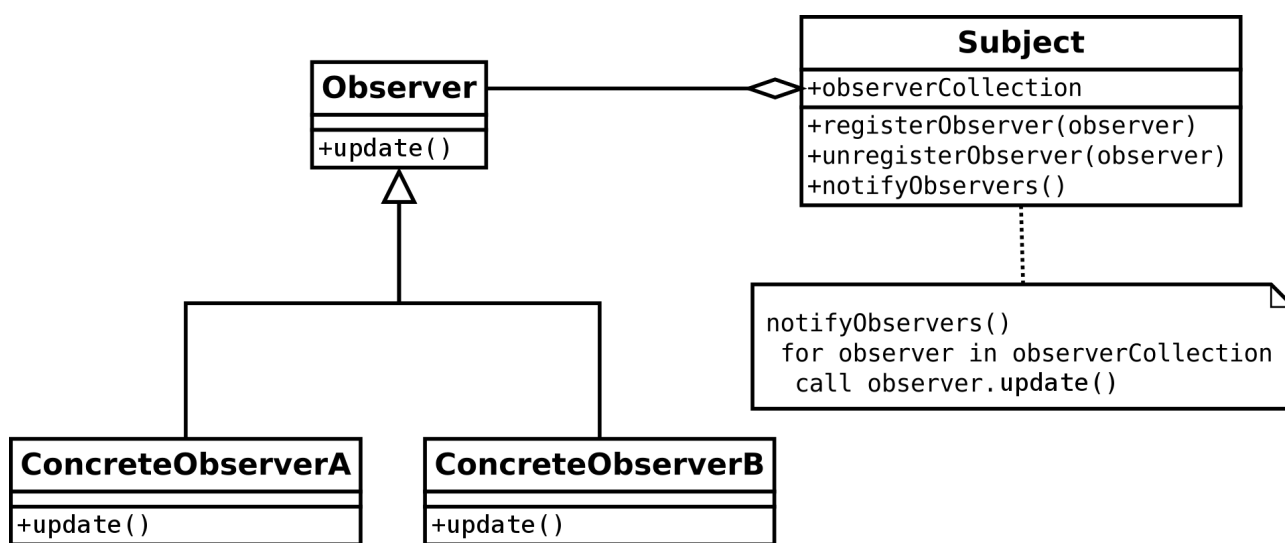 Subject
+observerCollection
+registerObserver(observer)
+unregisterObserver(observer)
+notifyObservers()
Observer
+update()
notifyObservers()
for observer in observerCollection
call observer.update()
ConcreteObserverA
+update()
ConcreteObserverB
+update()